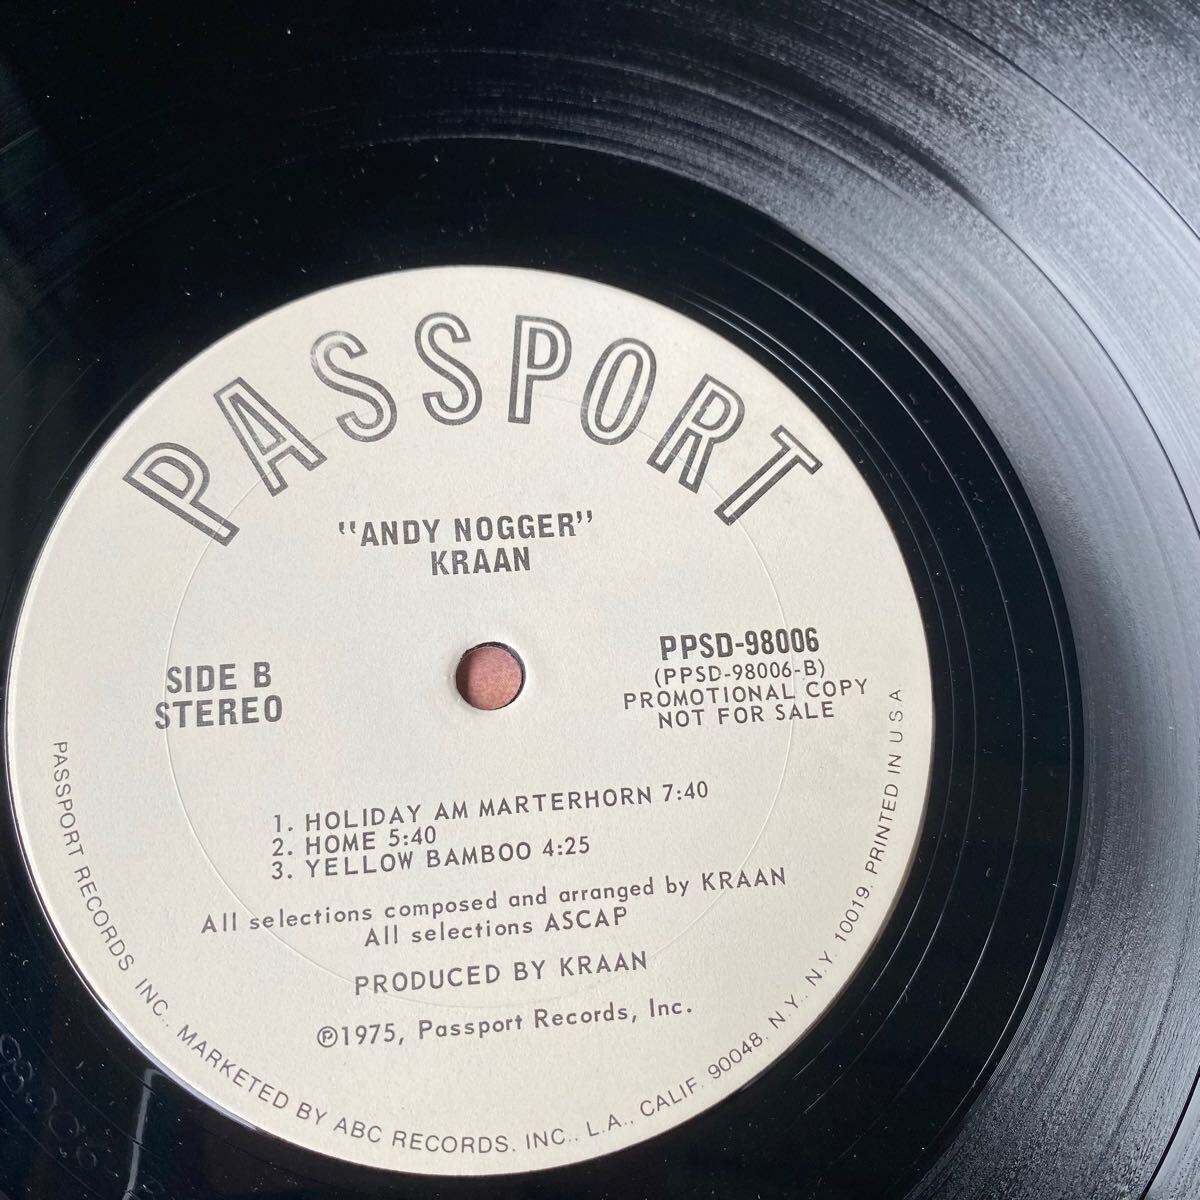 PASSPORT
"ANDY NOGGER"
KRAAN
SIDE B
STEREO
PPSD-98006
(PPSD-98006-B)
PROMOTIONAL COPY
NOT FOR SALE
1. HOLIDAY AM MARTERHORN 7:40
2. HOME 5:40
3. YELLOW BAMBOO 4:25
All selections composed and arranged by KRAAN
All selections ASCAP
PRODUCED BY KRAAN
℗1975, Passport Records, Inc.
PASSPORT RECORDS, INC., MARKETED BY ABC RECORDS, INC., L.A., CALIF. 90048. N.Y., N.Y. 10019. PRINTED IN U.S.A.